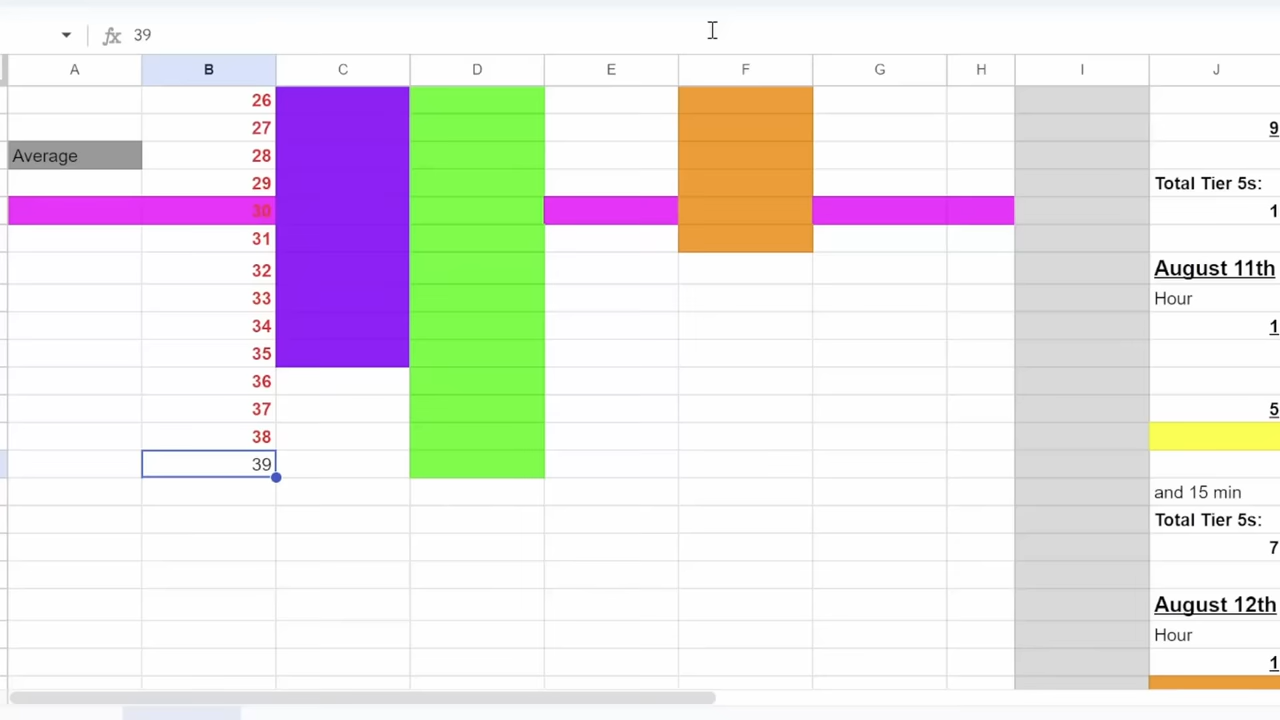 fx 39
A B C D E F G H I J
26
27 9
Average 28
29 Total Tier 5s:
30 1
31
32 August 11th
33 Hour
34 1
35
36
37 5
38
39
and 15 min
Total Tier 5s:
7
August 12th
Hour
1